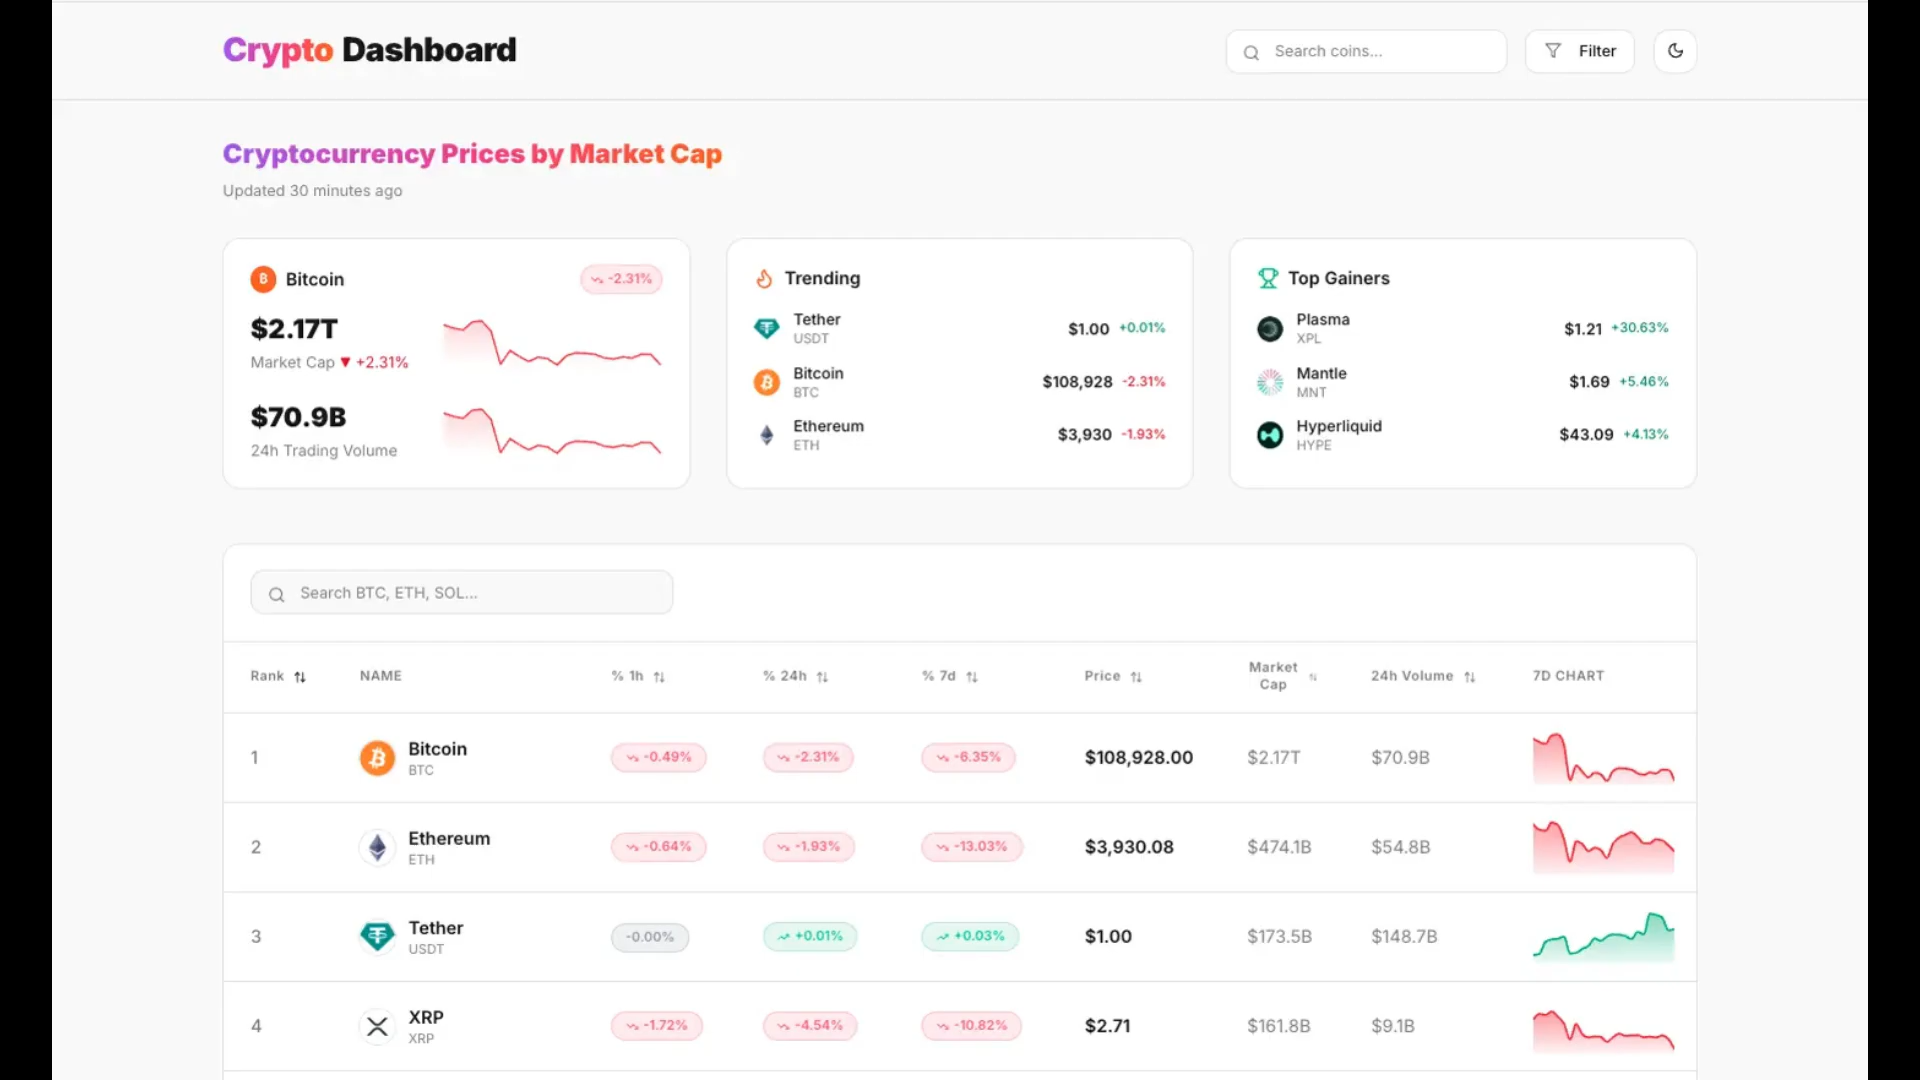 Crypto Dashboard
Search coins...
Filter
Cryptocurrency Prices by Market Cap
Updated 30 minutes ago
Bitcoin
-2.31%
$2.17T
Market Cap ▼ +2.31%
$70.9B
24h Trading Volume
Trending
Tether
USDT
$1.00 +0.01%
Bitcoin
BTC
$108,928 -2.31%
Ethereum
ETH
$3,930 -1.93%
Top Gainers
Plasma
XPL
$1.21 +30.63%
Mantle
MNT
$1.69 +5.46%
Hyperliquid
HYPE
$43.09 +4.13%
Search BTC, ETH, SOL...
Rank NAME % 1h % 24h % 7d Price Market Cap 24h Volume 7D CHART
1 Bitcoin BTC -0.49% -2.31% -6.35% $108,928.00 $2.17T $70.9B
2 Ethereum ETH -0.64% -1.93% -13.03% $3,930.08 $474.1B $54.8B
3 Tether USDT -0.00% +0.01% +0.03% $1.00 $173.5B $148.7B
4 XRP XRP -1.72% -4.54% -10.82% $2.71 $161.8B $9.1B